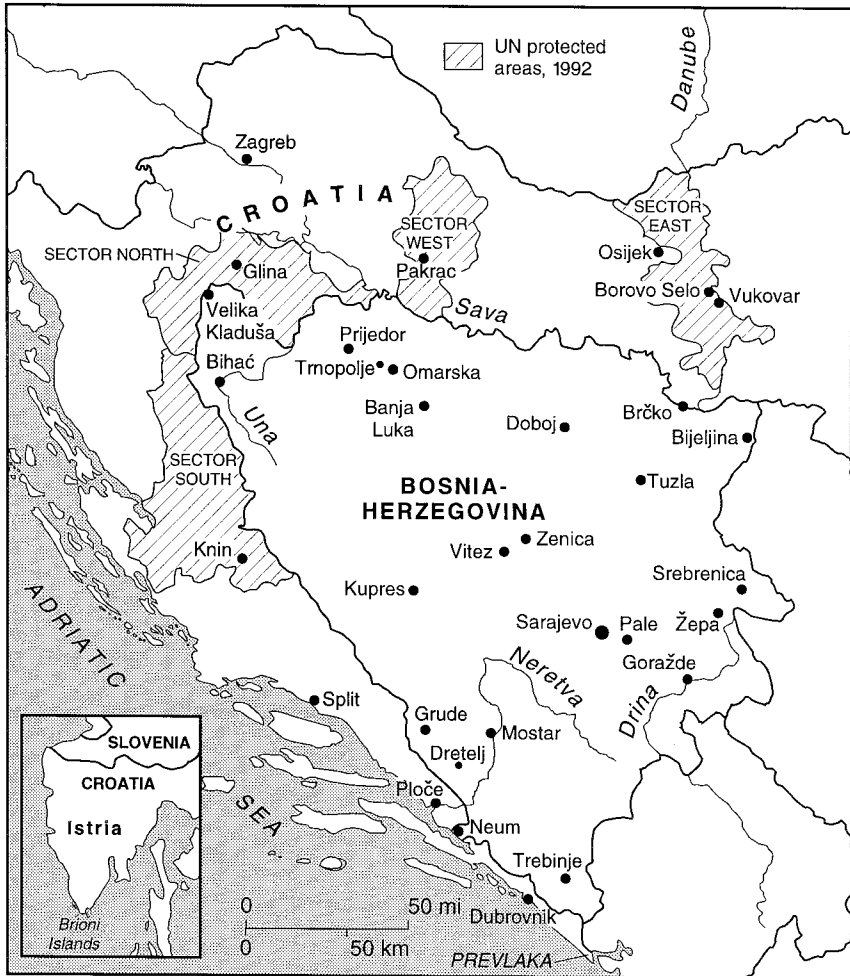 UN protected
areas, 1992
Danube
Zagreb
CROATIA
SECTOR
WEST
SECTOR
EAST
SECTOR NORTH
Osijek
Glina
Pakrac
Borovo Selo
Vukovar
Velika
Kladuša
Sava
Prijedor
Bihać
Trnopolje
Omarska
Una
Banja
Luka
Doboj
Brčko
Bijeljina
SECTOR
SOUTH
BOSNIA-
HERZEGOVINA
Tuzla
Knin
Vitez
Zenica
Kupres
Srebrenica
ADRIATIC
SEA
Sarajevo
Pale
Žepa
Goražde
Neretva
Drina
Split
Grude
Mostar
Dretelj
SLOVENIA
CROATIA
Istria
Brioni
Islands
Ploče
Neum
Trebinje
0 50 mi
0 50 km
Dubrovnik
PREVLAKA